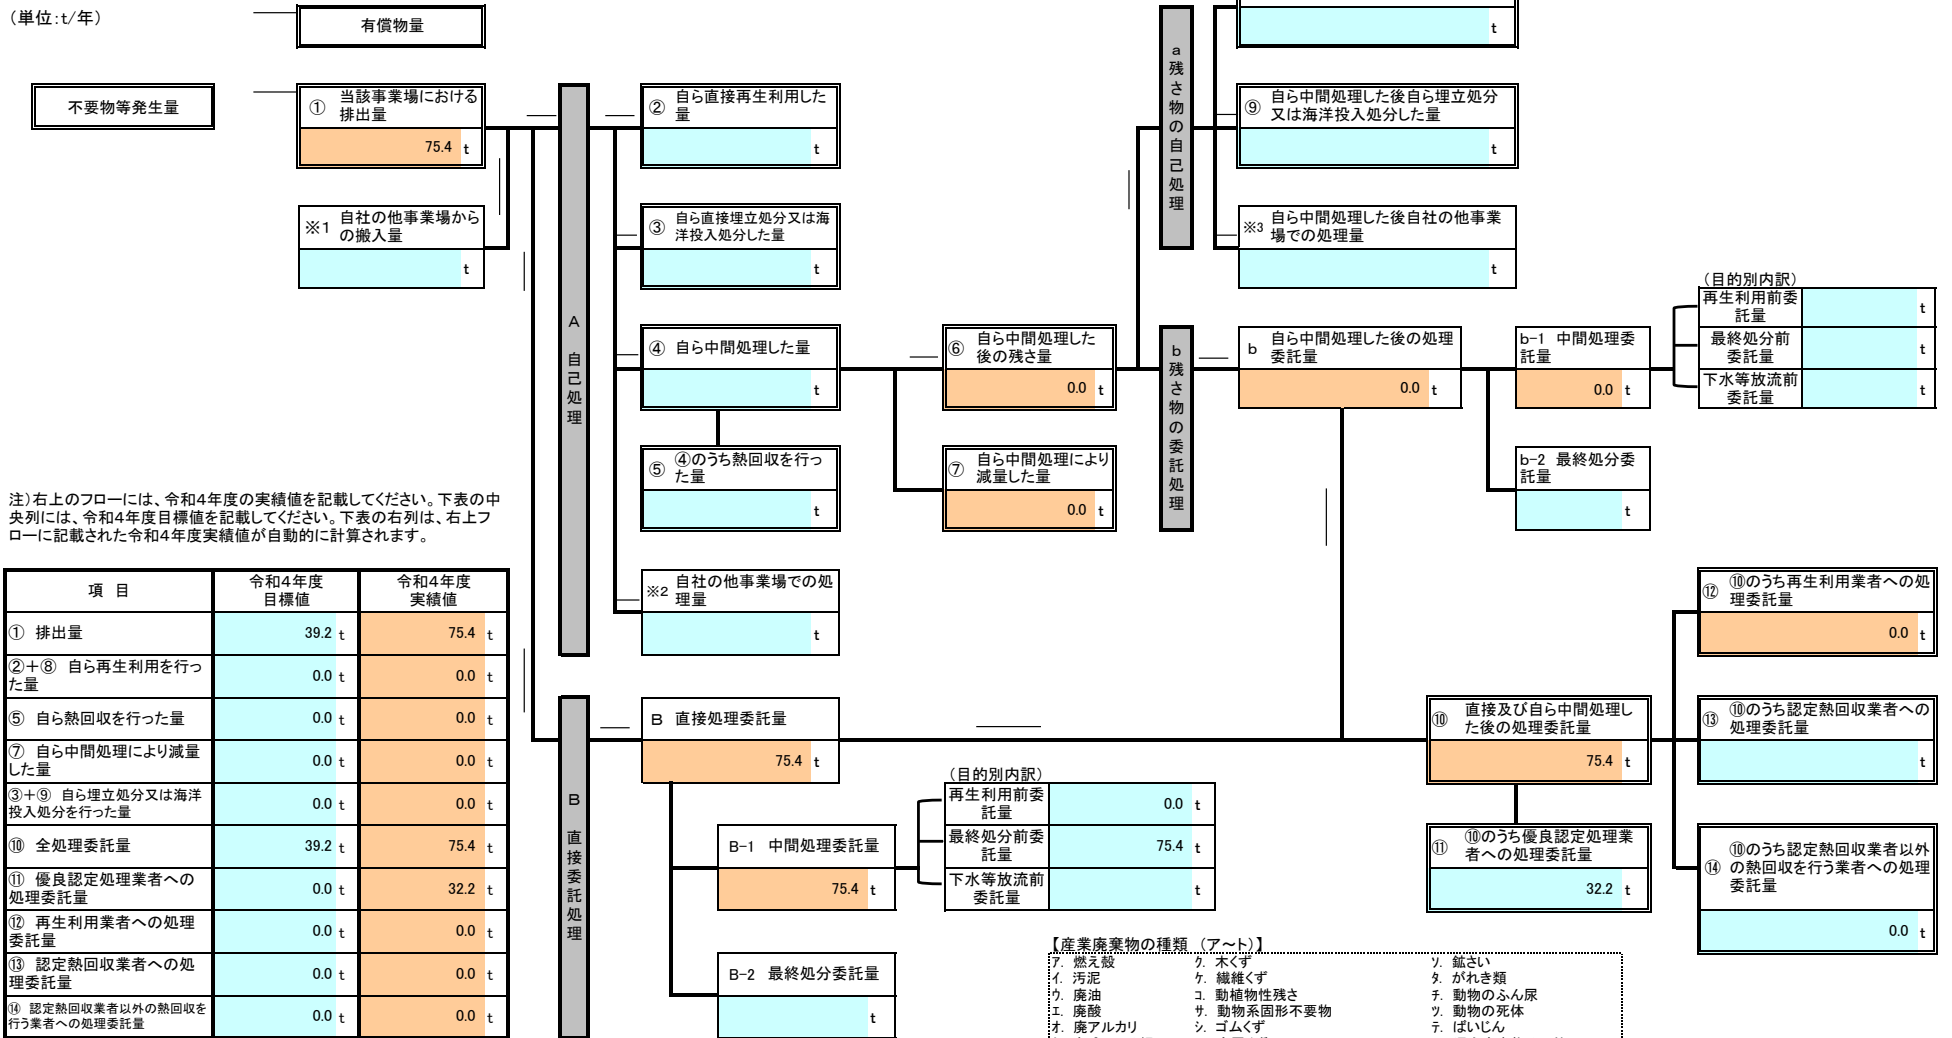 （単位:t/年）
有償物量
t
不要物等発生量
① 当該事業場における
排出量
75.4 t
※1 自社の他事業場から
の搬入量
t
A 自己処理
② 自ら直接再生利用した
量
t
③ 自ら直接埋立処分又は海
洋投入処分した量
t
④ 自ら中間処理した量
t
⑤ ④のうち熱回収を行っ
た量
t
※2 自社の他事業場での処
理量
t
⑥ 自ら中間処理した
後の残さ量
0.0 t
⑦ 自ら中間処理により
減量した量
0.0 t
a 残さ物の自己処理
⑨ 自ら中間処理した後自ら埋立処分
又は海洋投入処分した量
t
※3 自ら中間処理した後自社の他事業
場での処理量
t
b 残さ物の委託処理
b 自ら中間処理した後の処理
委託量
0.0 t
b-1 中間処理委
託量
0.0 t
b-2 最終処分委
託量
t
（目的別内訳）
再生利用前委
託量
t
最終処分前
委託量
t
下水等放流前
委託量
t
注）右上のフローには、令和4年度の実績値を記載してください。下表の中
央列には、令和4年度目標値を記載してください。下表の右列は、右上フ
ローに記載された令和4年度実績値が自動的に計算されます。
項 目
令和4年度
目標値
令和4年度
実績値
① 排出量 39.2 t 75.4 t
②＋⑧ 自ら再生利用を行っ
た量 0.0 t 0.0 t
⑤ 自ら熱回収を行った量 0.0 t 0.0 t
⑦ 自ら中間処理により減量
した量 0.0 t 0.0 t
③＋⑨ 自ら埋立処分又は海洋
投入処分を行った量 0.0 t 0.0 t
⑩ 全処理委託量 39.2 t 75.4 t
⑪ 優良認定処理業者への
処理委託量 0.0 t 32.2 t
⑫ 再生利用業者への処理
委託量 0.0 t 0.0 t
⑬ 認定熱回収業者への処
理委託量 0.0 t 0.0 t
⑭ 認定熱回収業者以外の熱回収を
行う業者への処理委託量 0.0 t 0.0 t
B 直接委託処理
B 直接処理委託量
75.4 t
B-1 中間処理委託量
75.4 t
B-2 最終処分委託量
t
（目的別内訳）
再生利用前委
託量
0.0 t
最終処分前委
託量
75.4 t
下水等放流前
委託量
t
⑩ 直接及び自ら中間処理し
た後の処理委託量
75.4 t
⑪ ⑩のうち優良認定処理業
者への処理委託量
32.2 t
⑫ ⑩のうち再生利用業者への処
理委託量
0.0 t
⑬ ⑩のうち認定熱回収業者への
処理委託量
t
⑭ ⑩のうち認定熱回収業者以外
の熱回収を行う業者への処理
委託量
0.0 t
【産業廃棄物の種類 （ア～ト）】
ア. 燃え殻 ク. 木くず ソ. 鉱さい
イ. 汚泥 ケ. 繊維くず タ. がれき類
ウ. 廃油 コ. 動植物性残さ チ. 動物のふん尿
エ. 廃酸 サ. 動物系固形不要物 ツ. 動物の死体
オ. 廃アルカリ シ. ゴムくず テ. ばいじん